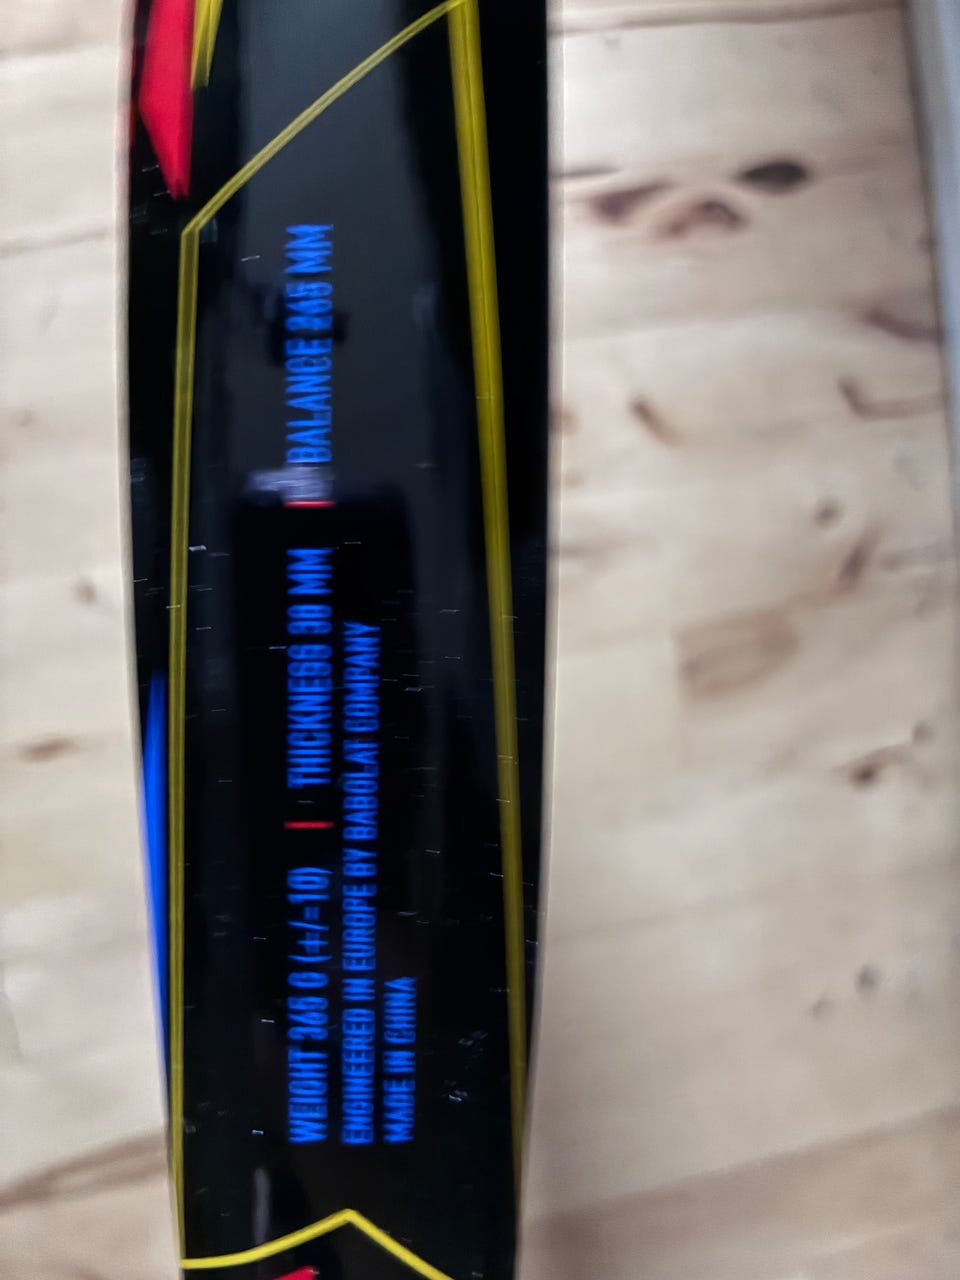 WEIGHT 365 G (+/=10) | THICKNESS 38 MM | BALANCE 265 MM
ENGINEERED IN EUROPE BY BABOLAT COMPANY
MADE IN CHINA